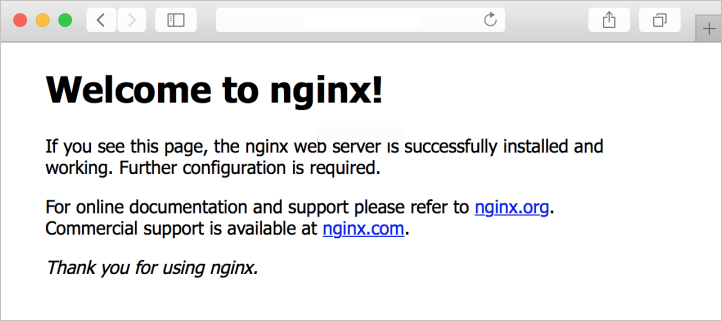 Welcome to nginx!
If you see this page, the nginx web server is successfully installed and
working. Further configuration is required.
For online documentation and support please refer to nginx.org.
Commercial support is available at nginx.com.
Thank you for using nginx.